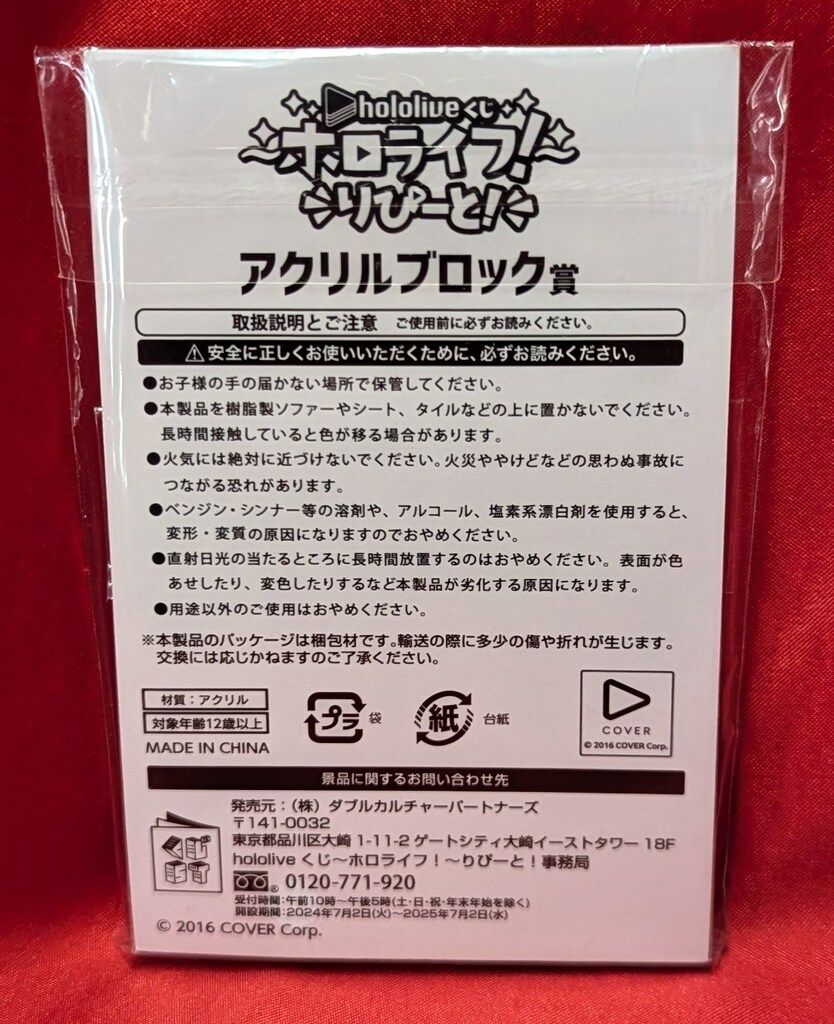 hololiveくじ
～ホロライフ！～
りぴーと！
アクリルブロック賞
取扱説明とご注意 ご使用前に必ずお読みください。
⚠安全に正しくお使いいただくために、必ずお読みください。
●お子様の手の届かない場所で保管してください。
●本製品を樹脂製ソファーやシート、タイルなどの上に置かないでください。
長時間接触していると色が移る場合があります。
●火気には絶対に近づけないでください。火災ややけどなどの思わぬ事故に
つながる恐れがあります。
●ベンジン・シンナー等の溶剤や、アルコール、塩素系漂白剤を使用すると、
変形・変質の原因になりますのでおやめください。
●直射日光の当たるところに長時間放置するのはおやめください。表面が色
あせしたり、変色したりするなど本製品が劣化する原因になります。
●用途以外のご使用はおやめください。
※本製品のパッケージは梱包材です。輸送の際に多少の傷や折れが生じます。
交換には応じかねますのご了承ください。
材質：アクリル
対象年齢12歳以上
MADE IN CHINA
プラ 袋
紙 台紙
COVER
© 2016 COVER Corp.
景品に関するお問い合わせ先
発売元：（株）ダブルカルチャーパートナーズ
〒141-0032
東京都品川区大崎 1-11-2 ゲートシティ大崎イーストタワー 18F
hololive くじ～ホロライフ！～りぴーと！事務局
® 0120-771-920
受付時間：午前10時～午後5時(土・日・祝・年末年始を除く)
開設期間：2024年7月2日(火)～2025年7月2日(水)
© 2016 COVER Corp.